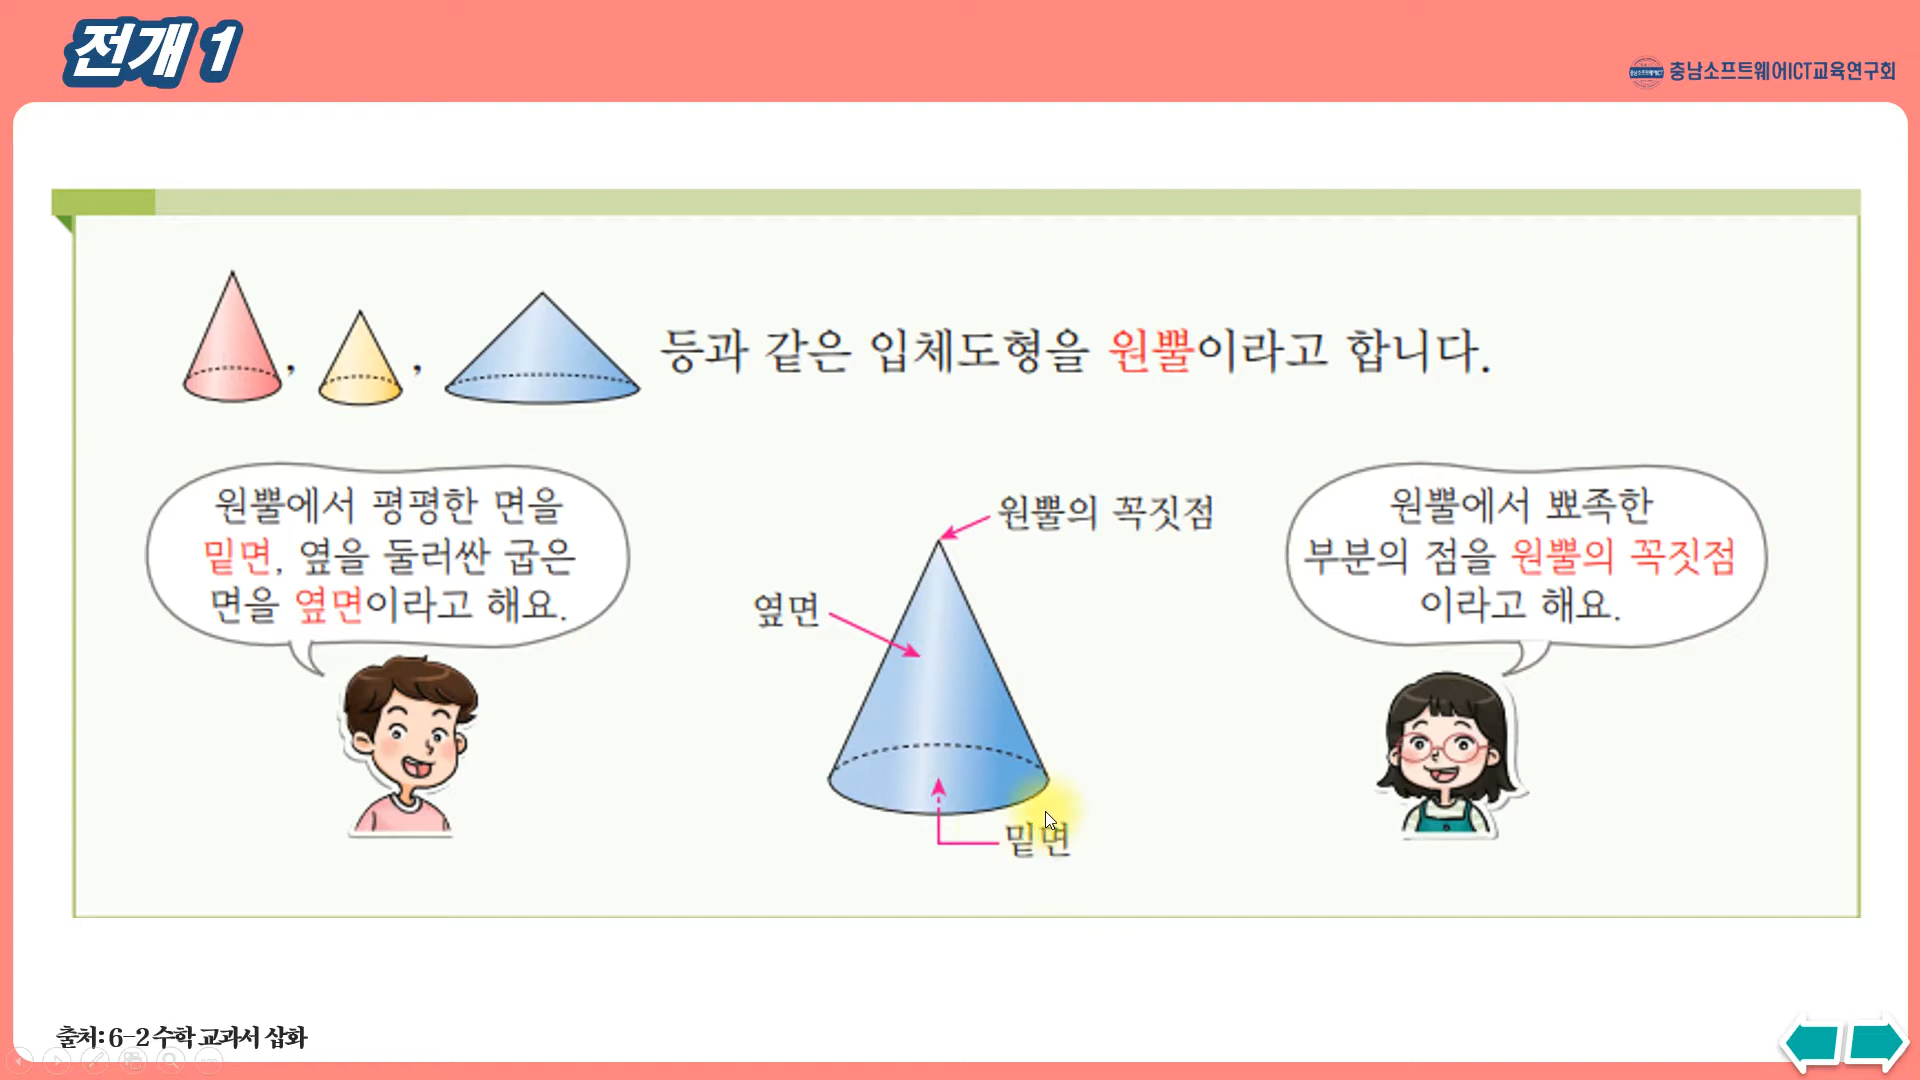 전개 1
충남소프트웨어ICT교육연구회
, , 등과 같은 입체도형을 원뿔이라고 합니다.
원뿔에서 평평한 면을
밑면, 옆을 둘러싼 굽은
면을 옆면이라고 해요.
원뿔의 꼭짓점
옆면
밑면
원뿔에서 뾰족한
부분의 점을 원뿔의 꼭짓점
이라고 해요.
출처: 6-2 수학 교과서 삽화